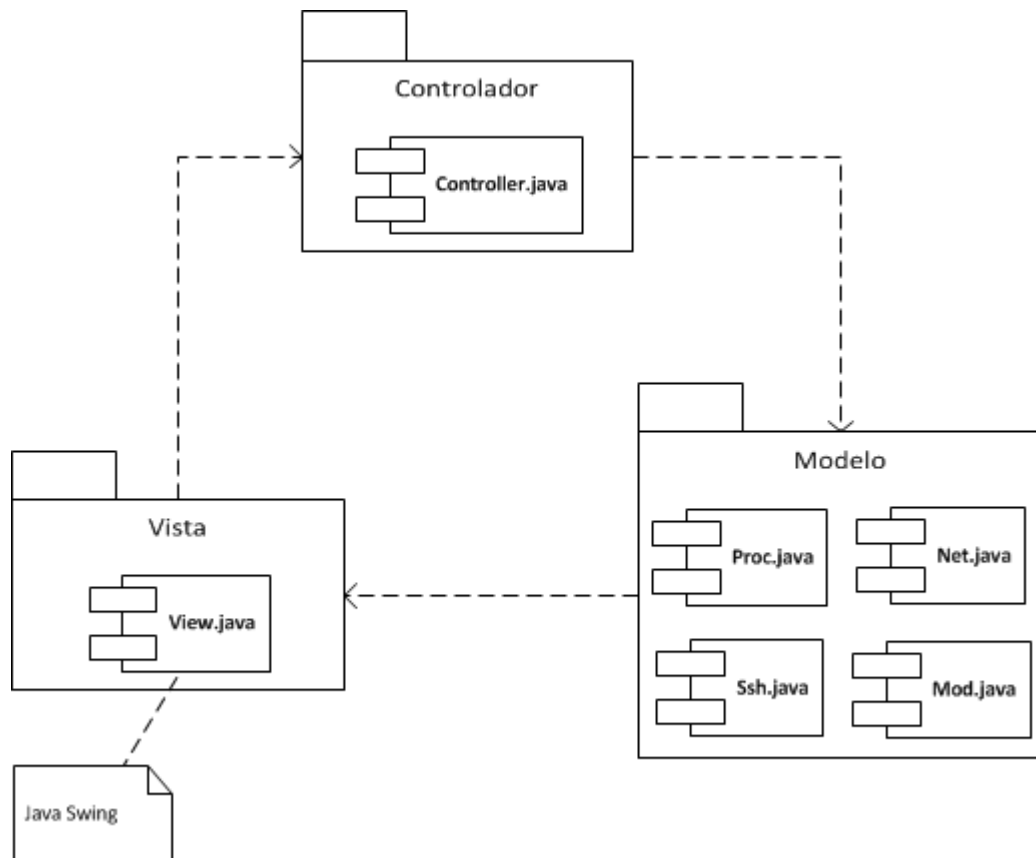 Controlador
Controller.java
Modelo
Proc.java
Net.java
Ssh.java
Mod.java
Vista
View.java
Java Swing